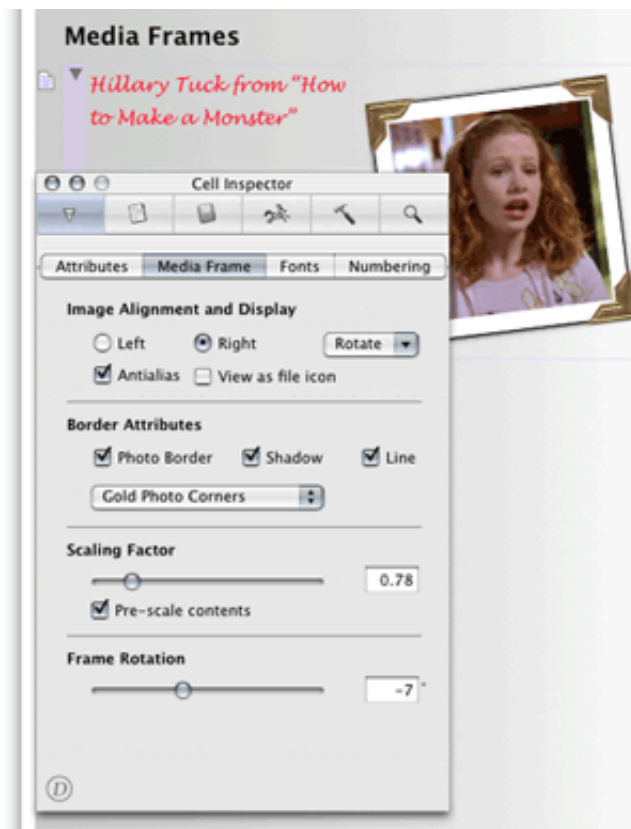 Media Frames
Hillary Tuck from “How
to Make a Monster”
Cell Inspector
Attributes Media Frame Fonts Numbering
Image Alignment and Display
Left Right Rotate
Antialias View as file icon
Border Attributes
Photo Border Shadow Line
Gold Photo Corners
Scaling Factor
0.78
Pre-scale contents
Frame Rotation
-7°
D